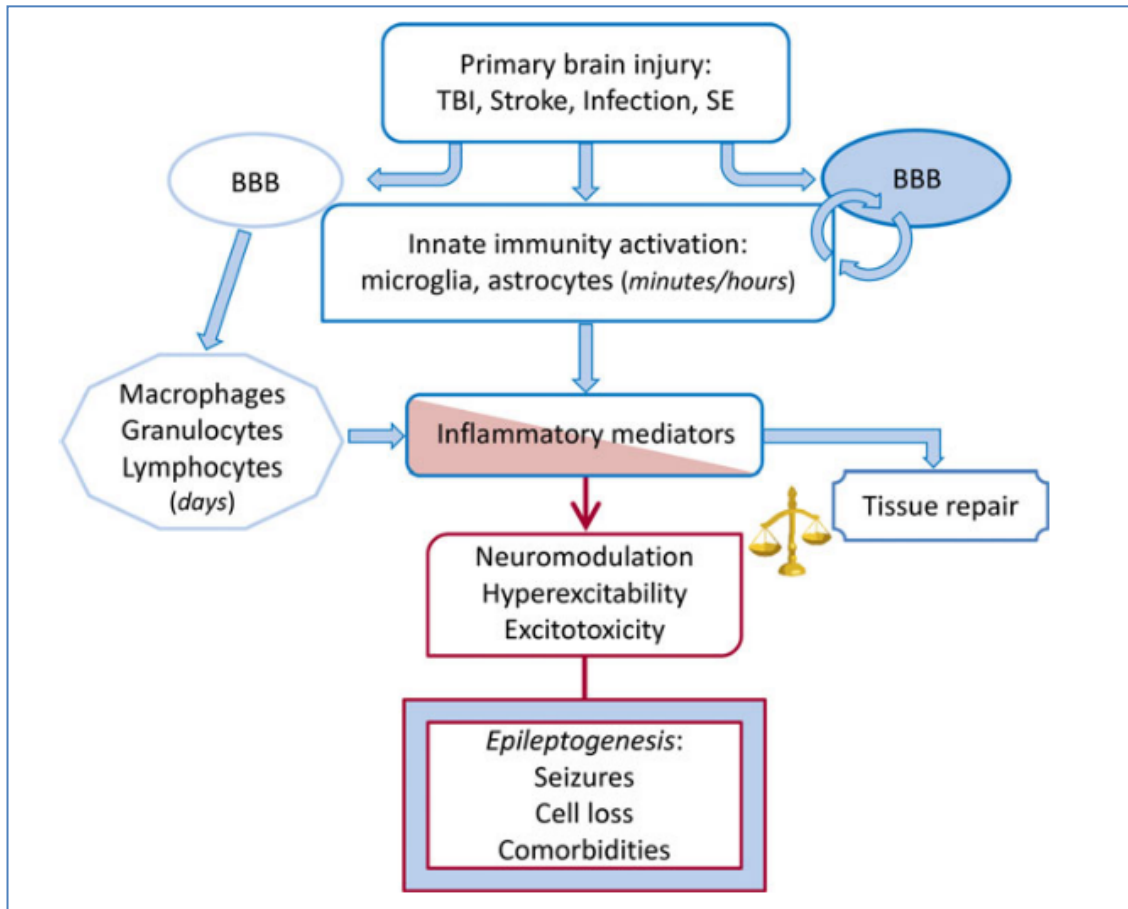 Primary brain injury:
TBI, Stroke, Infection, SE
BBB
BBB
Innate immunity activation:
microglia, astrocytes (minutes/hours)
Macrophages
Granulocytes
Lymphocytes
(days)
Inflammatory mediators
Tissue repair
Neuromodulation
Hyperexcitability
Excitotoxicity
Epileptogenesis:
Seizures
Cell loss
Comorbidities